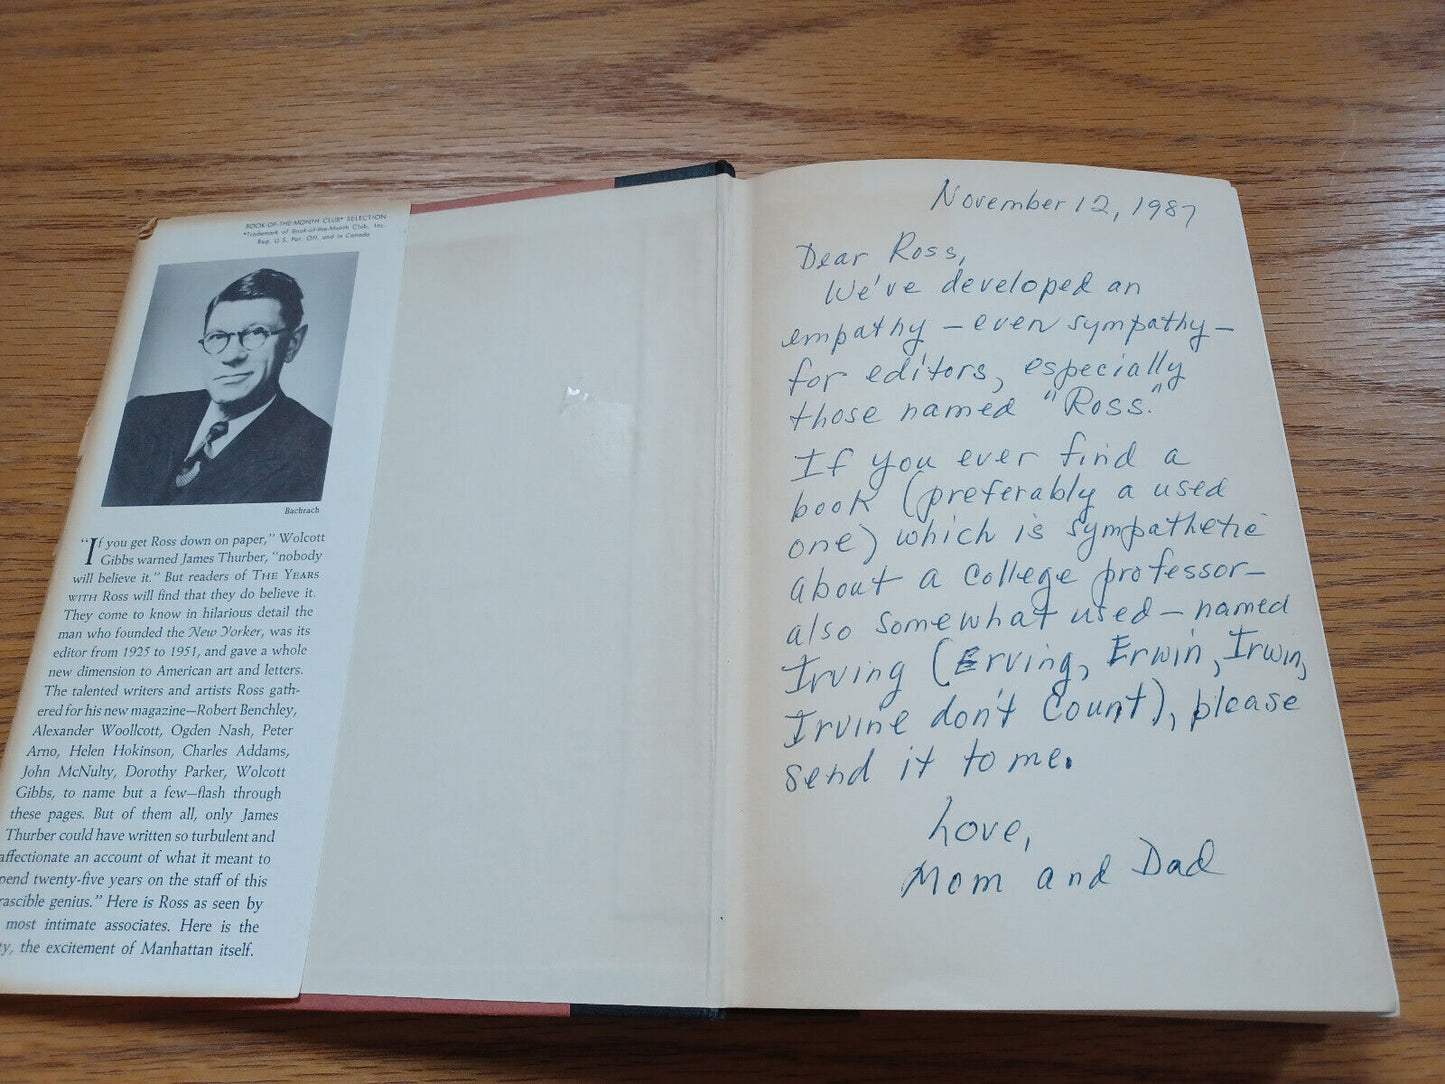 BOOK-OF-THE-MONTH CLUB* SELECTION
*Trademark of Book-of-the-Month Club, Inc.
Reg. U.S. Pat. Off. and in Canada
Bachrach
"If you get Ross down on paper," Wolcott
Gibbs warned James Thurber, "nobody
will believe it." But readers of THE YEARS
WITH ROSS will find that they do believe it.
They come to know in hilarious detail the
man who founded the New Yorker, was its
editor from 1925 to 1951, and gave a whole
new dimension to American art and letters.
The talented writers and artists Ross gath-
ered for his new magazine—Robert Benchley,
Alexander Woollcott, Ogden Nash, Peter
Arno, Helen Hokinson, Charles Addams,
John McNulty, Dorothy Parker, Wolcott
Gibbs, to name but a few—flash through
these pages. But of them all, only James
Thurber could have written so turbulent and
affectionate an account of what it meant to
pend twenty-five years on the staff of this
rascible genius." Here is Ross as seen by
most intimate associates. Here is the
ty, the excitement of Manhattan itself.
November 12, 1987
Dear Ross,
We've developed an
empathy — even sympathy —
for editors, especially
those named "Ross."
If you ever find a
book (preferably a used
one) which is sympathetic
about a college professor—
also somewhat used — named
Irving (Erving, Erwin, Irwin,
Irvine don't count), please
send it to me.
Love,
Mom and Dad